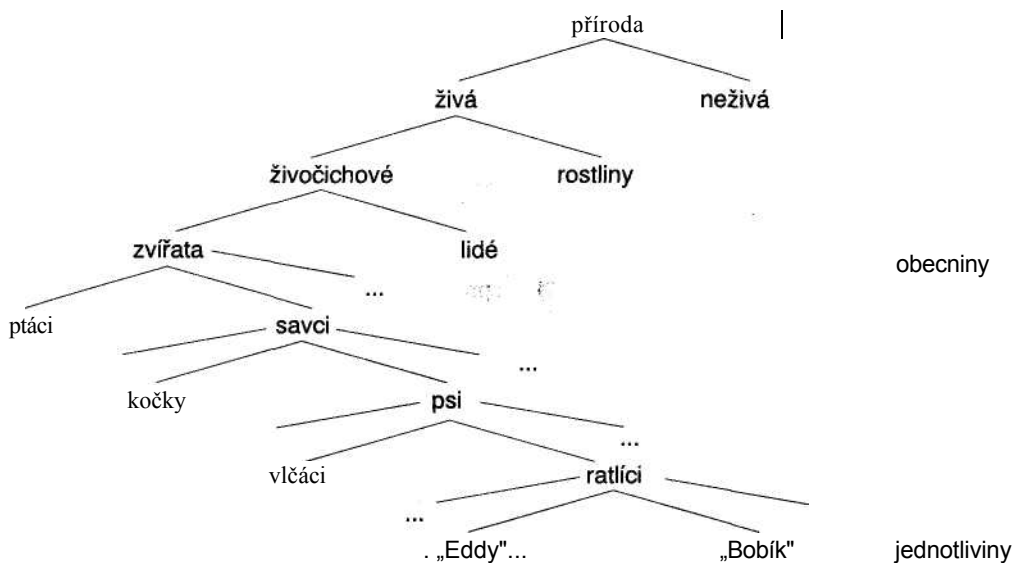 příroda
živá neživá
živočichové rostliny
zvířata lidé
obecniny
...
ptáci
savci
...
kočky
psi
...
vlčáci
ratlíci
...
. „Eddy"... „Bobík" jednotliviny